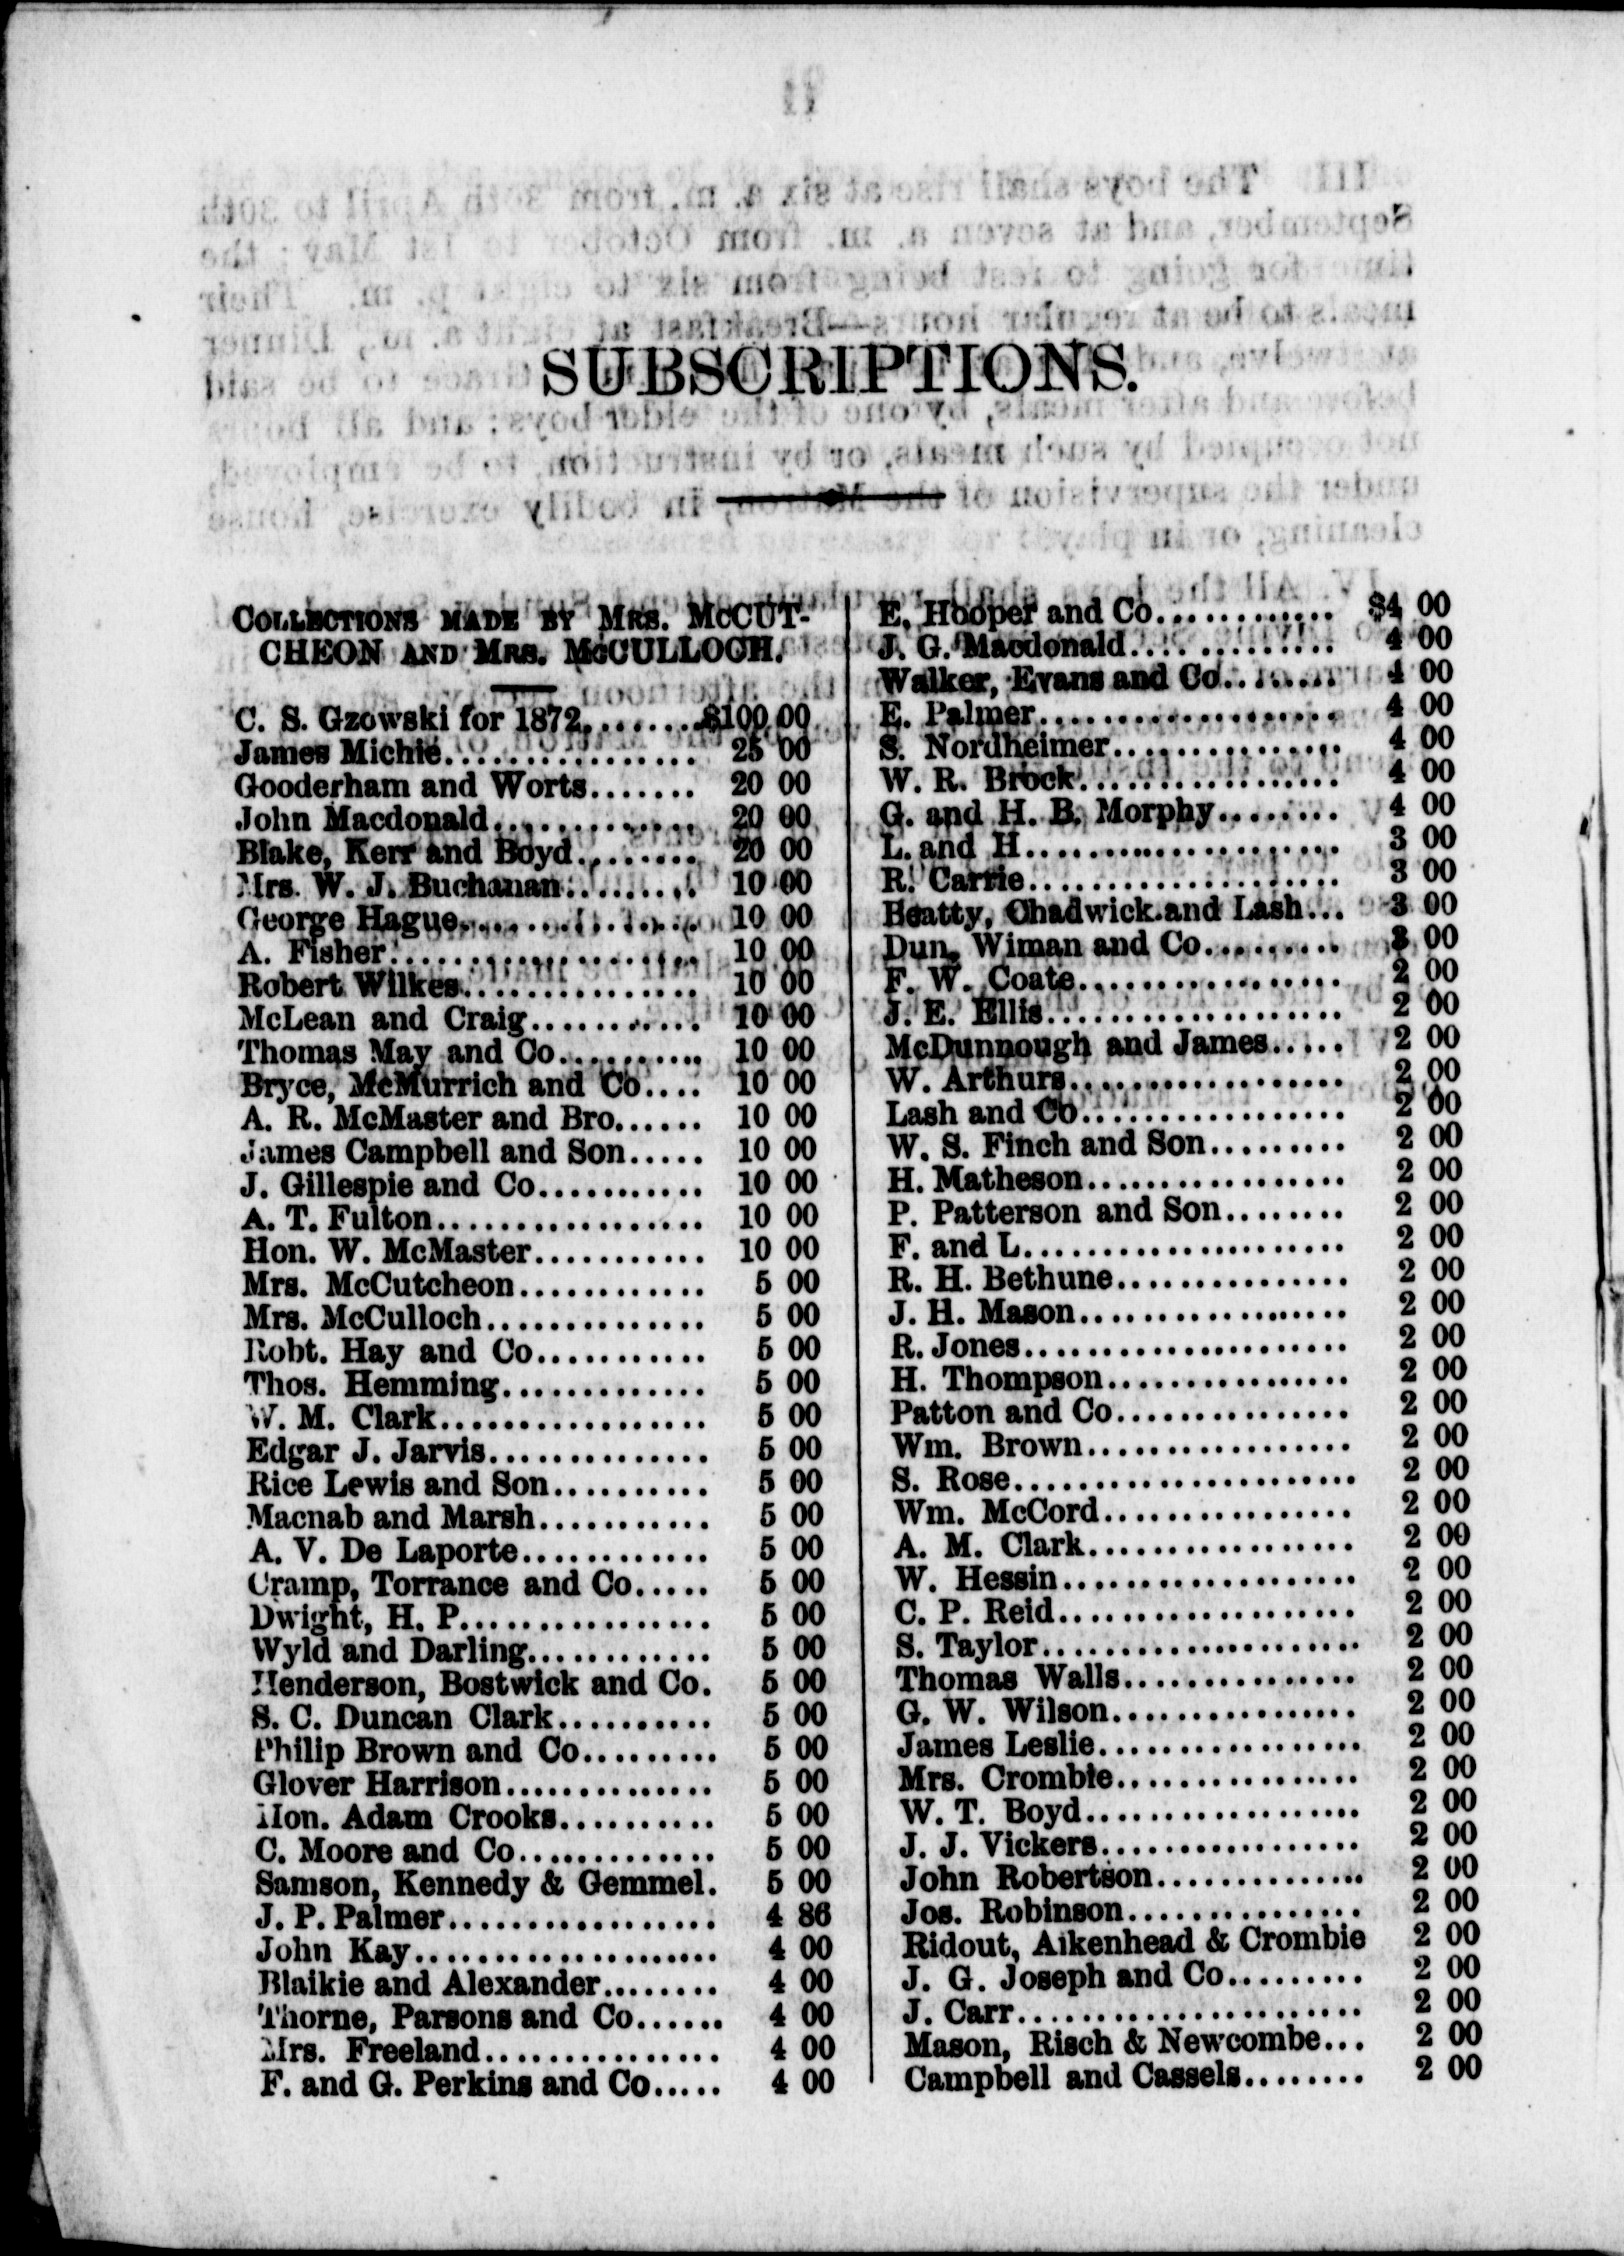 SUBSCRIPTIONS.
COLLECTIONS MADE BY MRS. MCCUT-
CHEON AND MRS. MCCULLOCH.
C. S. Gzowski for 1872........$100 00
James Michie................ 25 00
Gooderham and Worts....... 20 00
John Macdonald............. 20 00
Blake, Kerr and Boyd........ 20 00
Mrs. W. J. Buchanan......... 10 00
George Hague............... 10 00
A. Fisher.................... 10 00
Robert Wilkes............... 10 00
McLean and Craig........... 10 00
Thomas May and Co.......... 10 00
Bryce, McMurrich and Co.... 10 00
A. R. McMaster and Bro...... 10 00
James Campbell and Son..... 10 00
J. Gillespie and Co........... 10 00
A. T. Fulton................. 10 00
Hon. W. McMaster........... 10 00
Mrs. McCutcheon............ 5 00
Mrs. McCulloch.............. 5 00
Robt. Hay and Co........... 5 00
Thos. Hemming............. 5 00
W. M. Clark................. 5 00
Edgar J. Jarvis.............. 5 00
Rice Lewis and Son.......... 5 00
Macnab and Marsh........... 5 00
A. V. De Laporte............ 5 00
Cramp, Torrance and Co..... 5 00
Dwight, H. P................ 5 00
Wyld and Darling............ 5 00
Henderson, Bostwick and Co. 5 00
S. C. Duncan Clark.......... 5 00
Philip Brown and Co......... 5 00
Glover Harrison.............. 5 00
Hon. Adam Crooks.......... 5 00
C. Moore and Co............. 5 00
Samson, Kennedy & Gemmel. 5 00
J. P. Palmer................. 4 86
John Kay................... 4 00
Blaikie and Alexander........ 4 00
Thorne, Parsons and Co...... 4 00
Mrs. Freeland............... 4 00
F. and G. Perkins and Co..... 4 00
E. Hooper and Co............ $4 00
J. G. Macdonald............. 4 00
Walker, Evans and Co........ 4 00
E. Palmer................... 4 00
S. Nordheimer............... 4 00
W. R. Brock................. 4 00
G. and H. B. Morphy........ 4 00
L. and H.................... 3 00
R. Carrie.................... 3 00
Beatty, Chadwick and Lash... 3 00
Dun, Wiman and Co......... 3 00
F. W. Coate................. 2 00
J. E. Ellis................... 2 00
McDunnough and James..... 2 00
W. Arthurs.................. 2 00
Lash and Co................. 2 00
W. S. Finch and Son......... 2 00
H. Matheson................. 2 00
P. Patterson and Son........ 2 00
F. and L..................... 2 00
R. H. Bethune............... 2 00
J. H. Mason................. 2 00
R. Jones..................... 2 00
H. Thompson................ 2 00
Patton and Co............... 2 00
Wm. Brown................. 2 00
S. Rose...................... 2 00
Wm. McCord................ 2 00
A. M. Clark................. 2 00
W. Hessin................... 2 00
C. P. Reid................... 2 00
S. Taylor.................... 2 00
Thomas Walls............... 2 00
G. W. Wilson................ 2 00
James Leslie................. 2 00
Mrs. Crombie................ 2 00
W. T. Boyd.................. 2 00
J. J. Vickers................. 2 00
John Robertson.............. 2 00
Jos. Robinson............... 2 00
Ridout, Aikenhead & Crombie 2 00
J. G. Joseph and Co......... 2 00
J. Carr...................... 2 00
Mason, Risch & Newcombe... 2 00
Campbell and Cassels........ 2 00